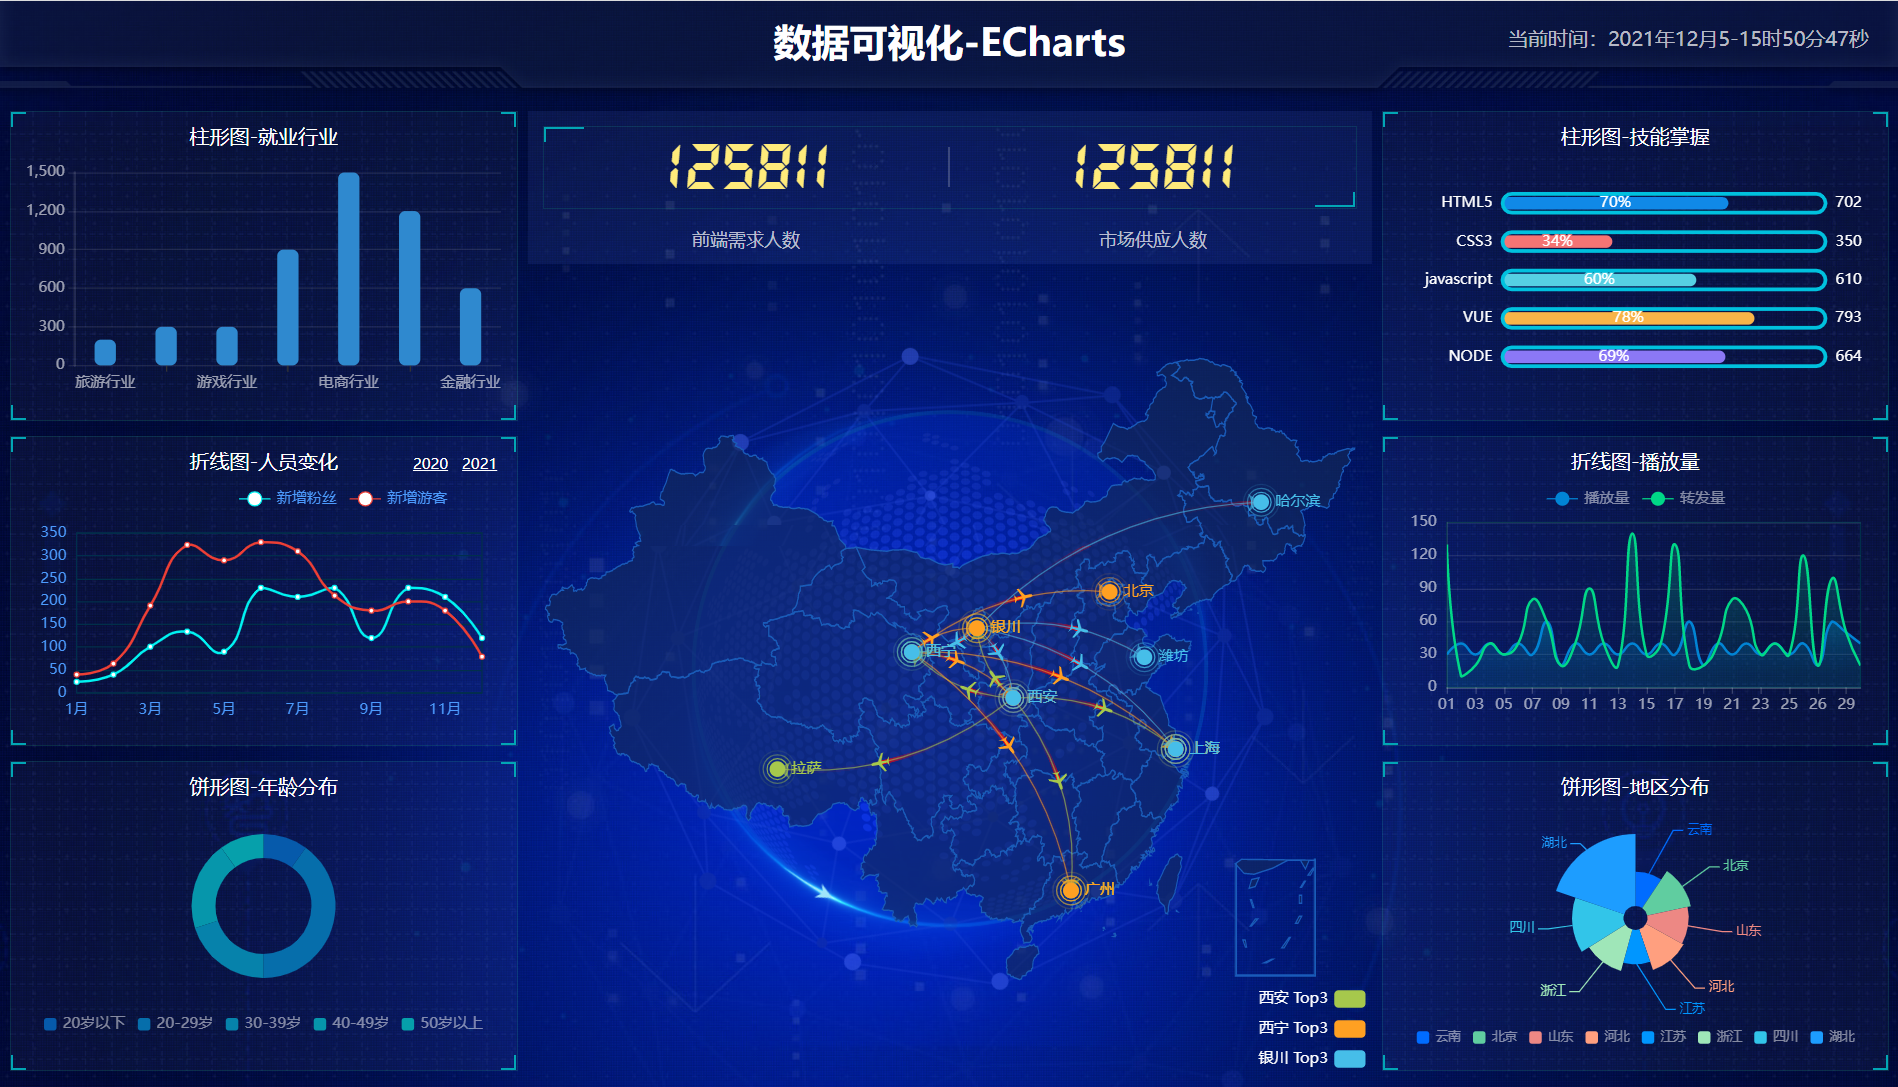 数据可视化-ECharts
当前时间：2021年12月5-15时50分47秒
柱形图-就业行业
1,500
1,200
900
600
300
0
旅游行业 游戏行业 电商行业 金融行业
折线图-人员变化
2020 2021
新增粉丝 新增游客
350
300
250
200
150
100
50
0
1月 3月 5月 7月 9月 11月
饼形图-年龄分布
20岁以下 20-29岁 30-39岁 40-49岁 50岁以上
125811 125811
前端需求人数 市场供应人数
哈尔滨
北京
银川
西宁
潍坊
西安
上海
拉萨
广州
西安 Top3
西宁 Top3
银川 Top3
柱形图-技能掌握
HTML5 70% 702
CSS3 34% 350
javascript 60% 610
VUE 78% 793
NODE 69% 664
折线图-播放量
播放量 转发量
150
120
90
60
30
0
01 03 05 07 09 11 13 15 17 19 21 23 25 26 29
饼形图-地区分布
云南
湖北
北京
四川
山东
浙江
河北
江苏
云南 北京 山东 河北 江苏 浙江 四川 湖北